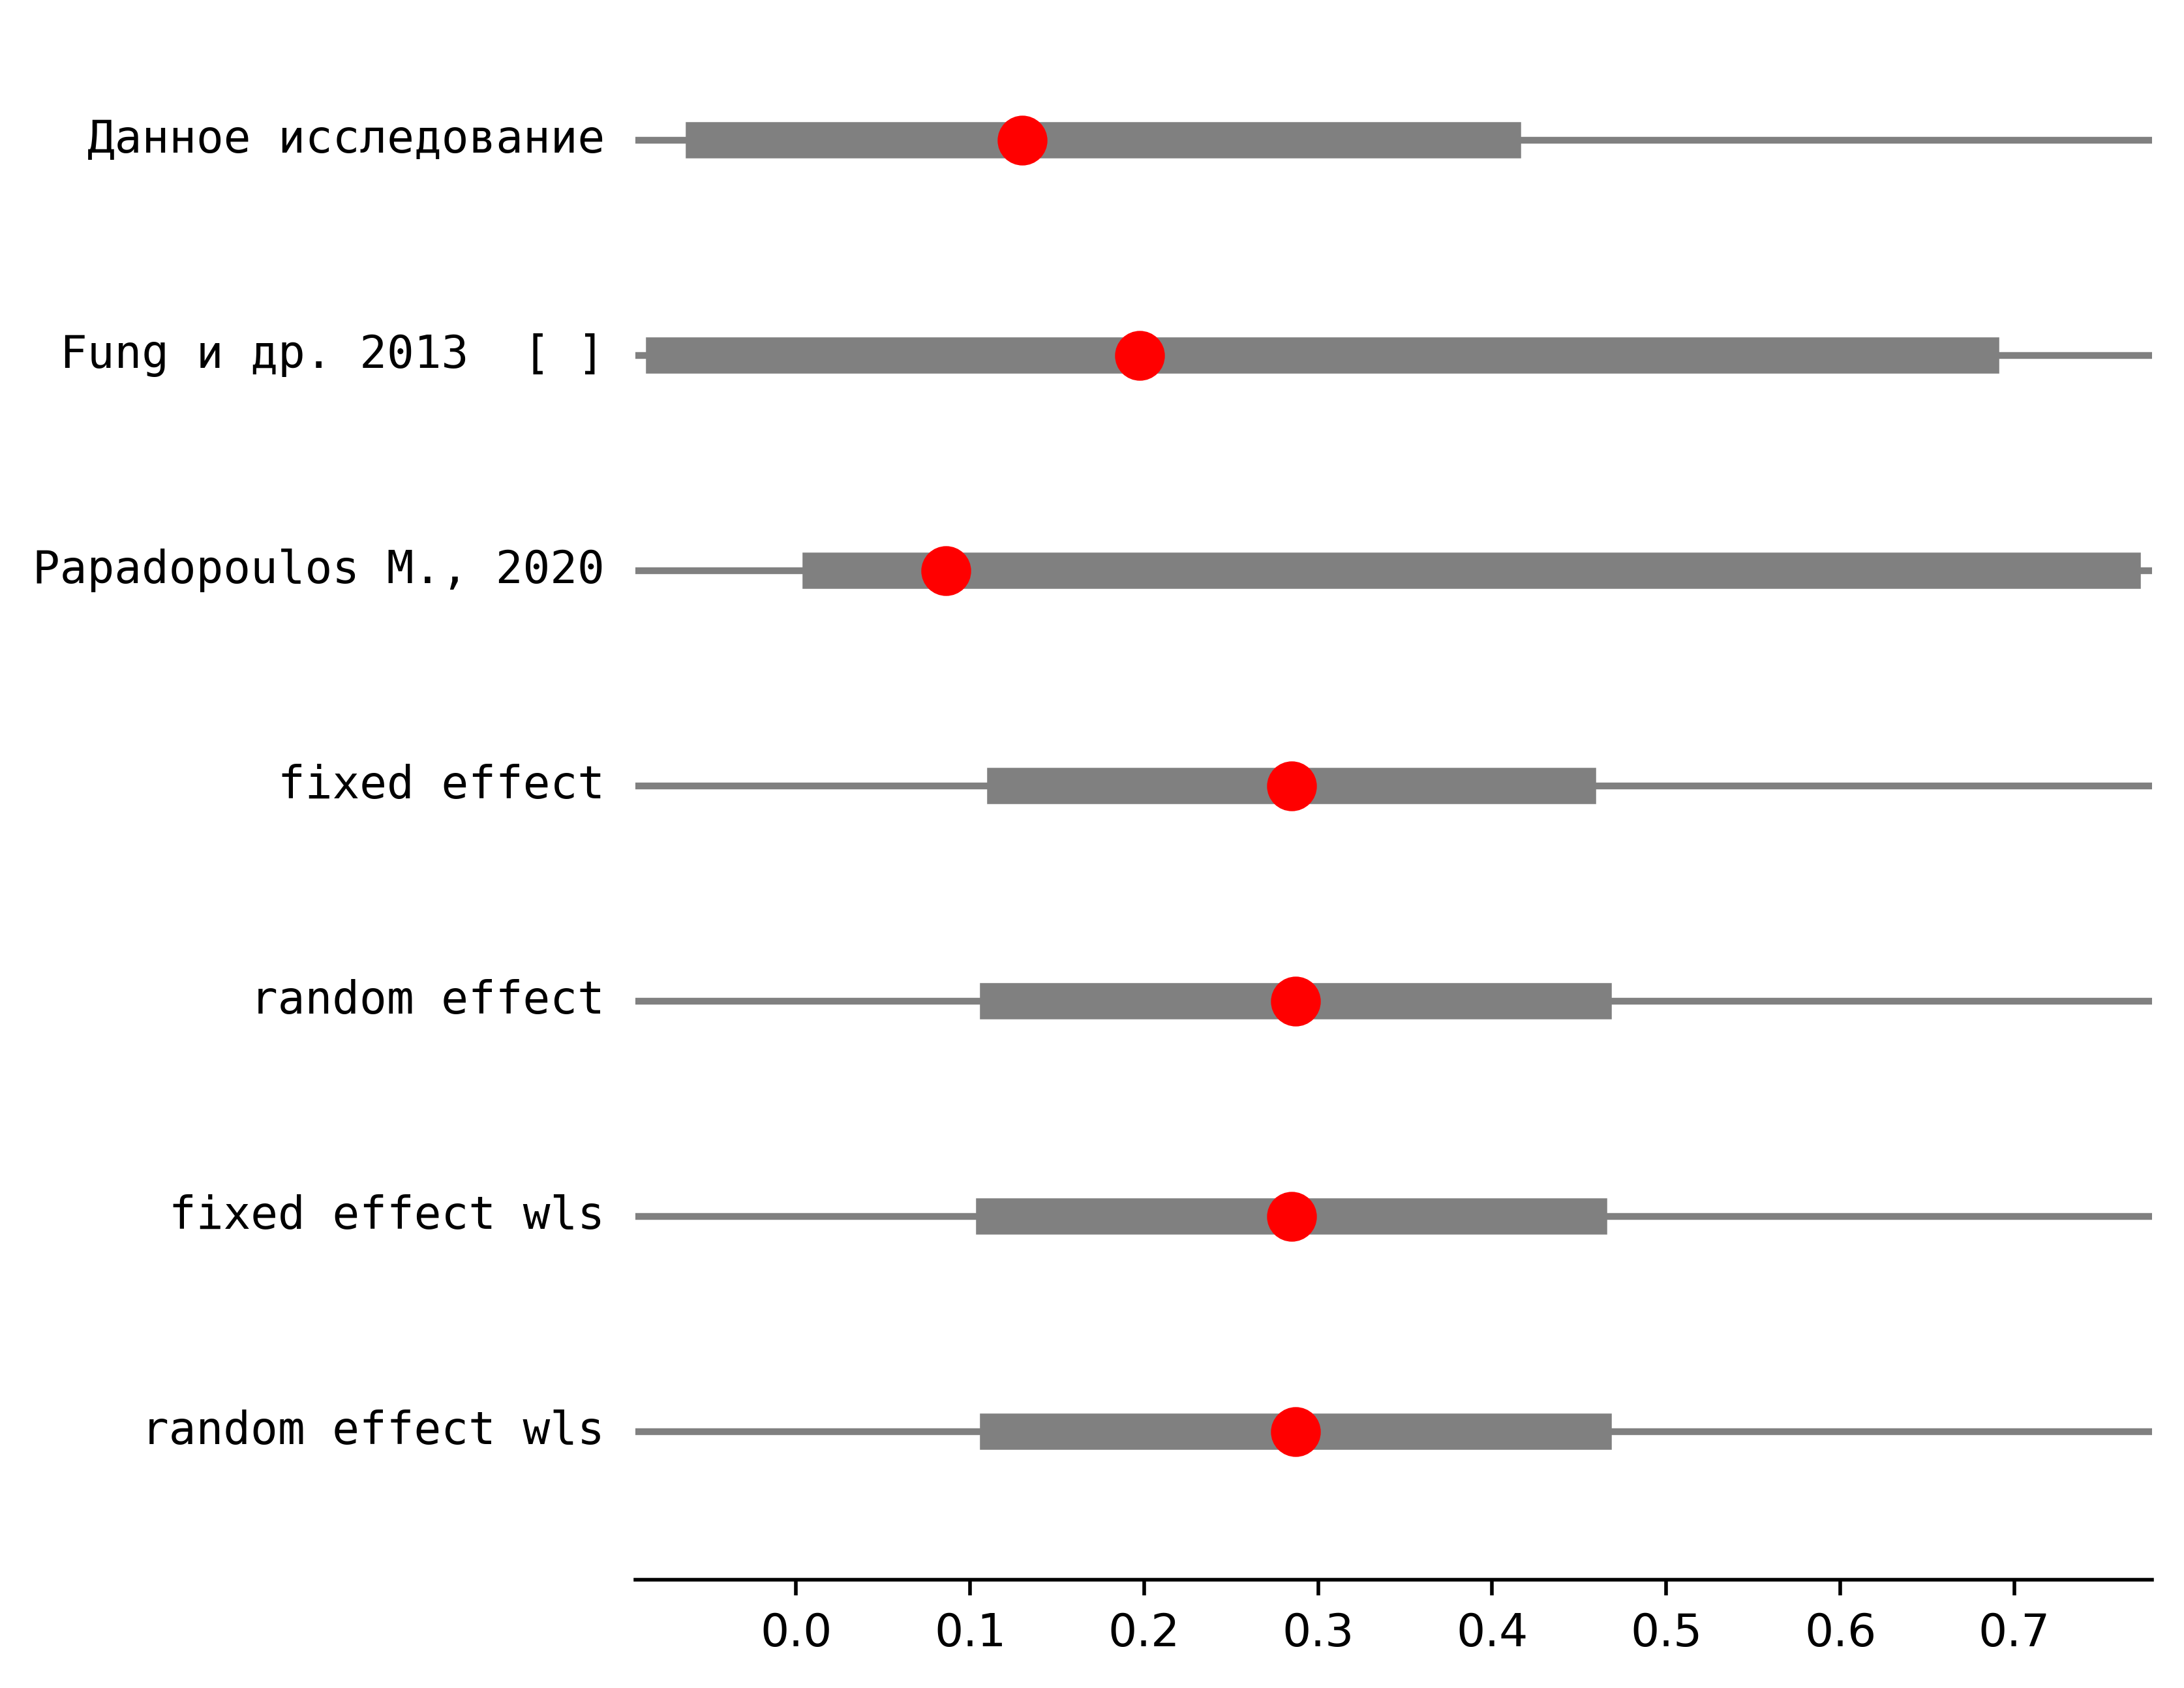 Данное исследование
Fung и др. 2013  [ ]
Papadopoulos M., 2020
fixed effect
random effect
fixed effect wls
random effect wls
0.0 0.1 0.2 0.3 0.4 0.5 0.6 0.7